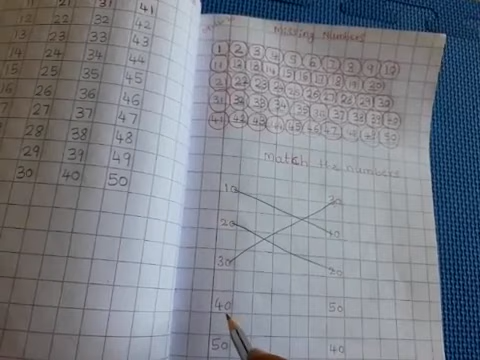 11 21 31 41
12 22 32 42
13 23 33 43
14 24 34 44
15 25 35 45
16 26 36 46
27 37 47
28 38 48
29 39 49
30 40 50
Missing Numbers
1 2 3 4 5 6 7 8 9 10
11 12 13 14 15 16 17 18 19 20
21 22 23 24 25 26 27 28 29 30
31 32 33 34 35 36 37 38 39 40
41 42 43 44 45 46 47 48 49 50
Match the numbers
10 30
20 10
30 20
40 50
50 40